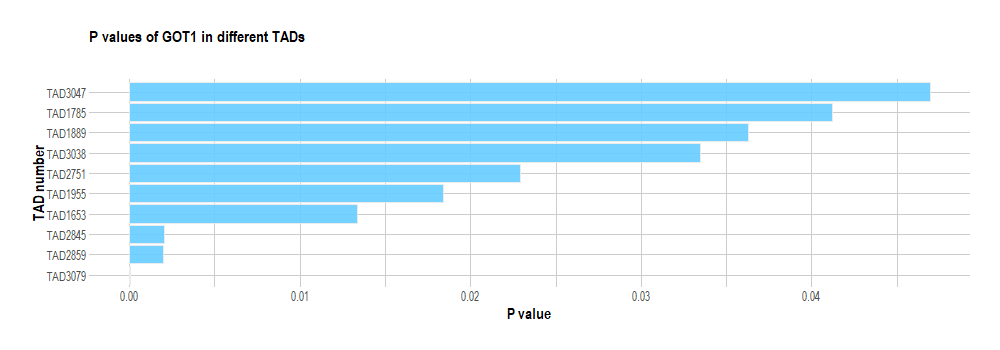 P values of GOT1 in different TADs
TAD number
TAD3047
TAD1785
TAD1889
TAD3038
TAD2751
TAD1955
TAD1653
TAD2845
TAD2859
TAD3079
0.00 0.01 0.02 0.03 0.04
P value